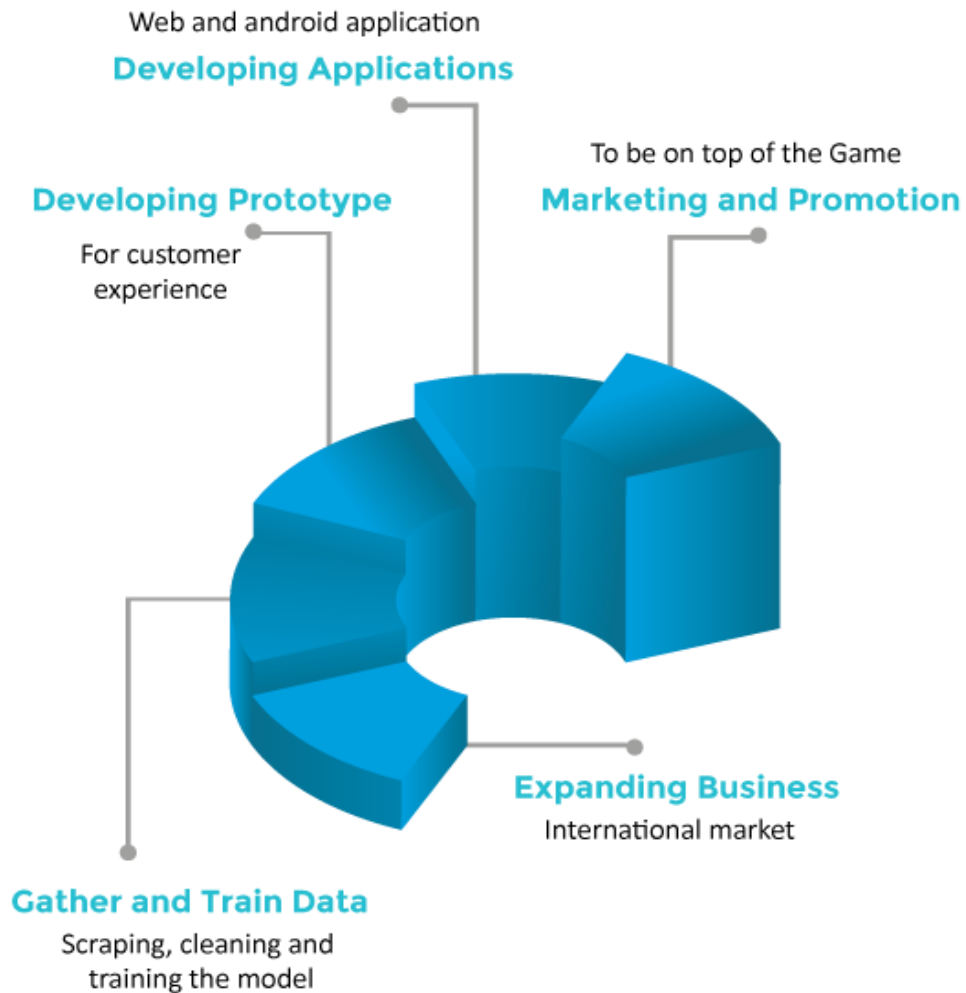 Web and android application
Developing Applications
To be on top of the Game
Marketing and Promotion
Developing Prototype
For customer
experience
Expanding Business
International market
Gather and Train Data
Scraping, cleaning and
training the model